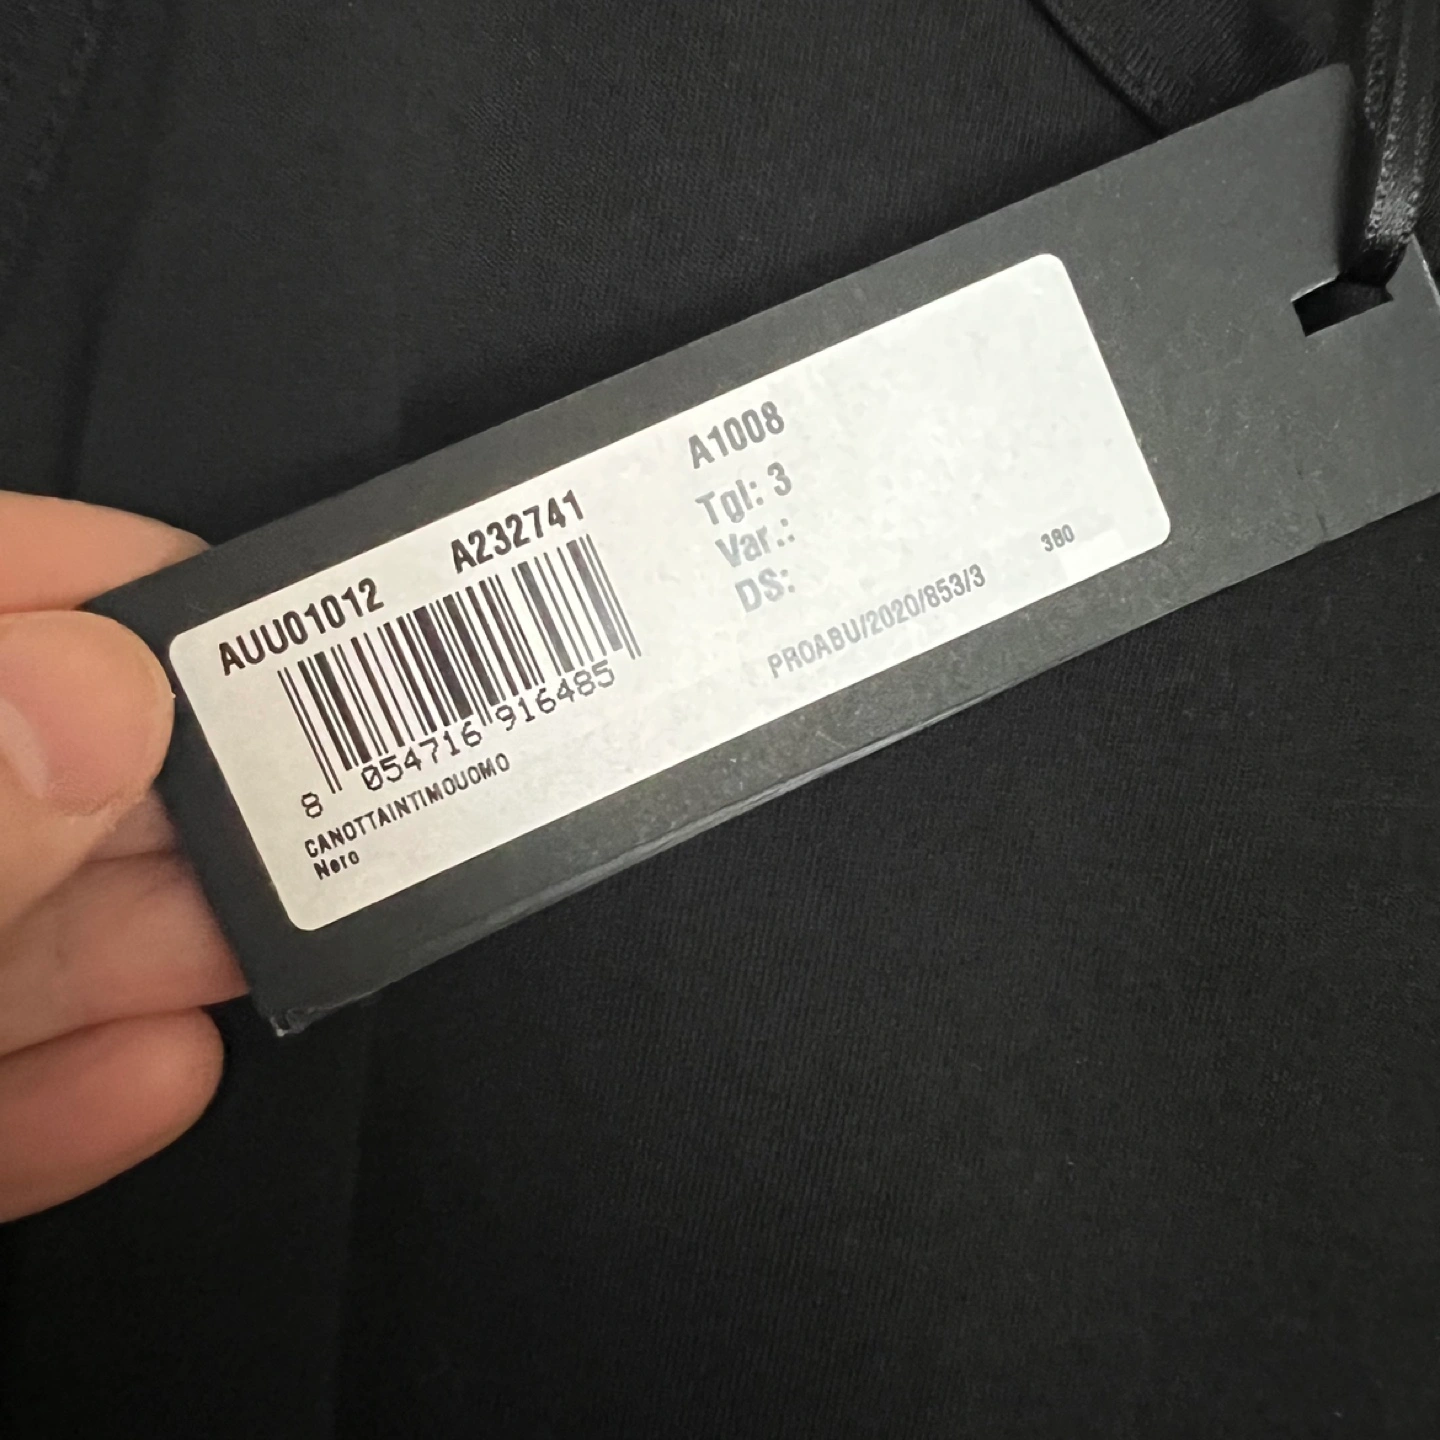 AUU01012 A232741
8 054716 916485
CANOTTAINTIMOUOMO
Nero
A1008
Tgl: 3
Var.:
DS:
PROABU/2020/853/3
380